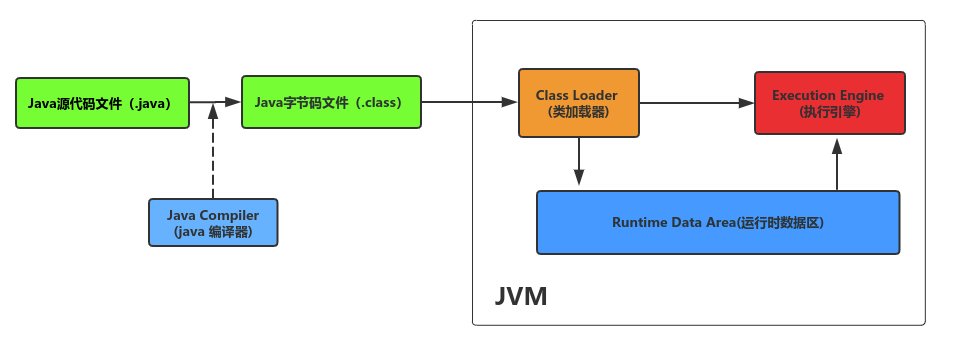 Java源代码文件（.java）
Java字节码文件（.class）
Java Compiler
(java 编译器)
Class Loader
(类加载器)
Execution Engine
(执行引擎)
Runtime Data Area(运行时数据区)
JVM